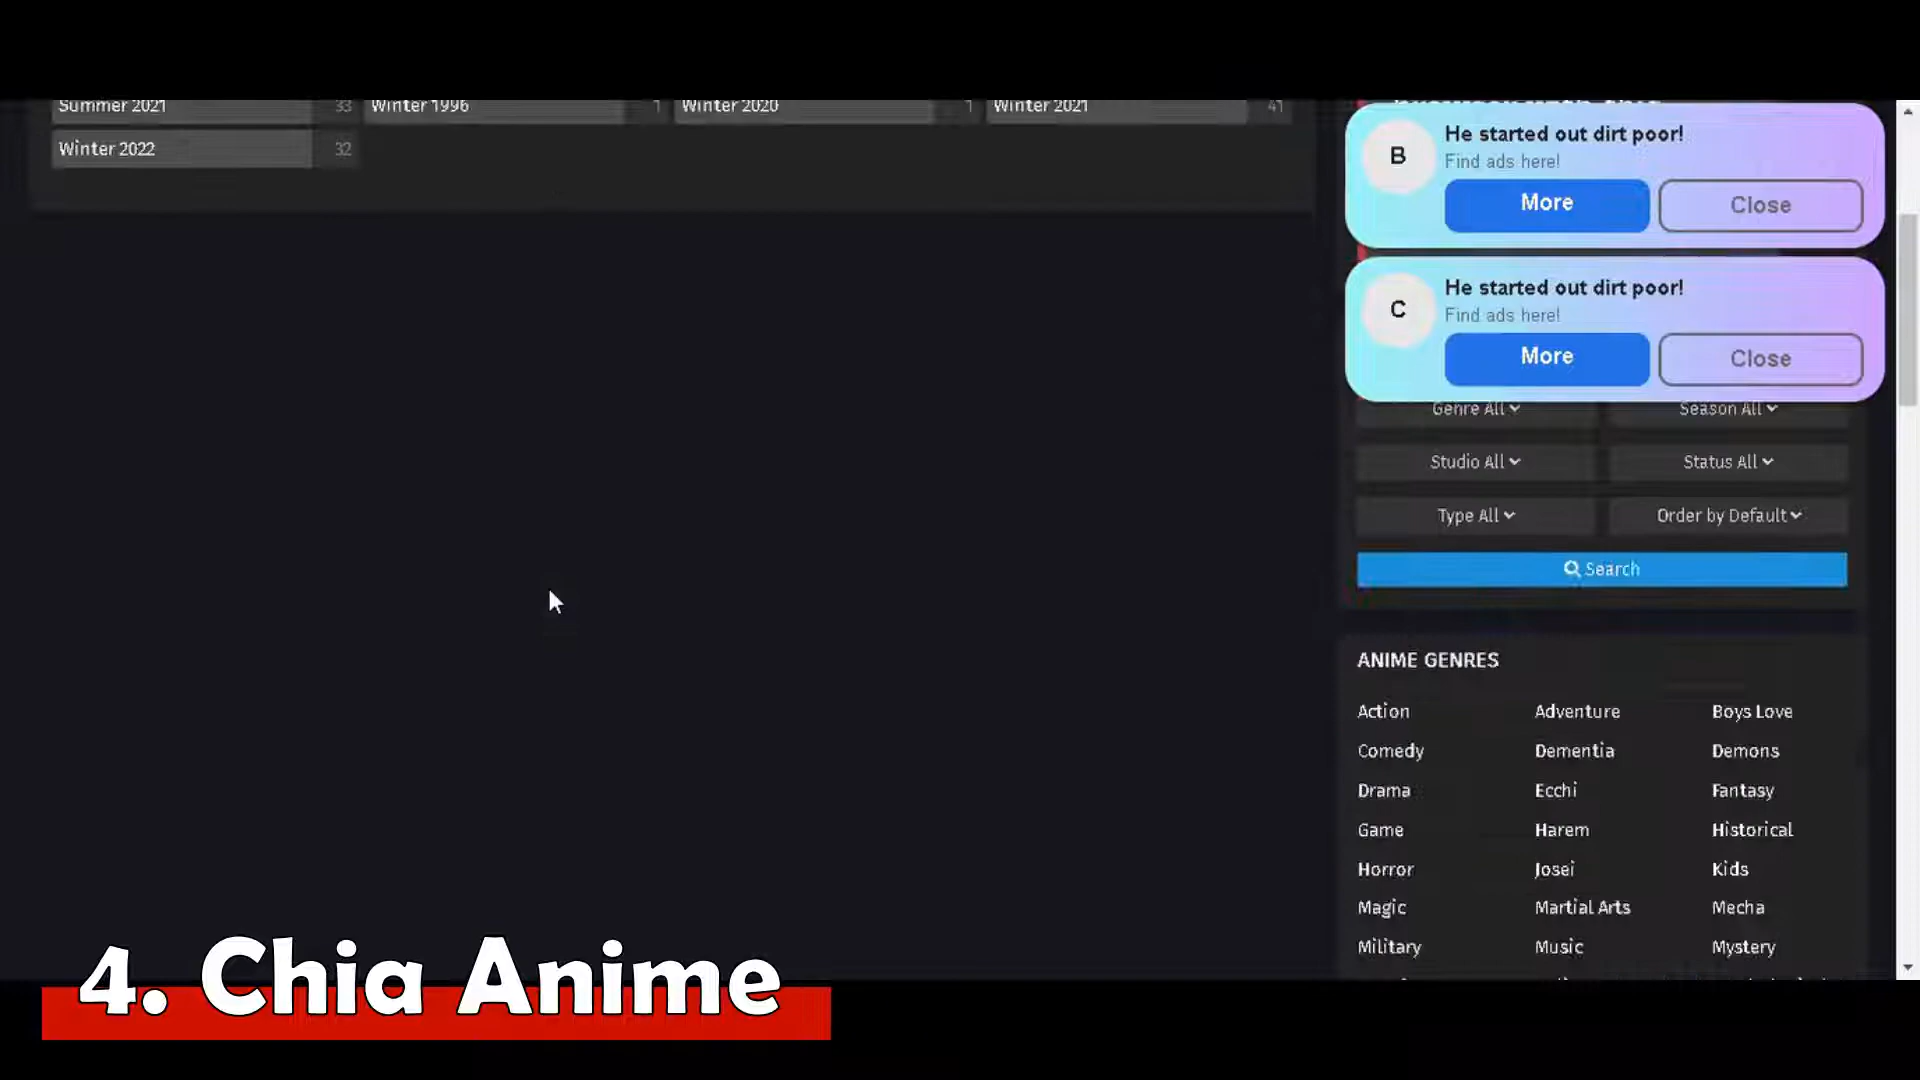 Summer 2021 33 Winter 1996 1 Winter 2020 1 Winter 2021 41
Winter 2022 32
B
He started out dirt poor!
Find ads here!
More Close
C
He started out dirt poor!
Find ads here!
More Close
Genre All Season All
Studio All Status All
Type All Order by Default
Search
ANIME GENRES
Action Adventure Boys Love
Comedy Dementia Demons
Drama Ecchi Fantasy
Game Harem Historical
Horror Josei Kids
Magic Martial Arts Mecha
Military Music Mystery
4. Chia Anime